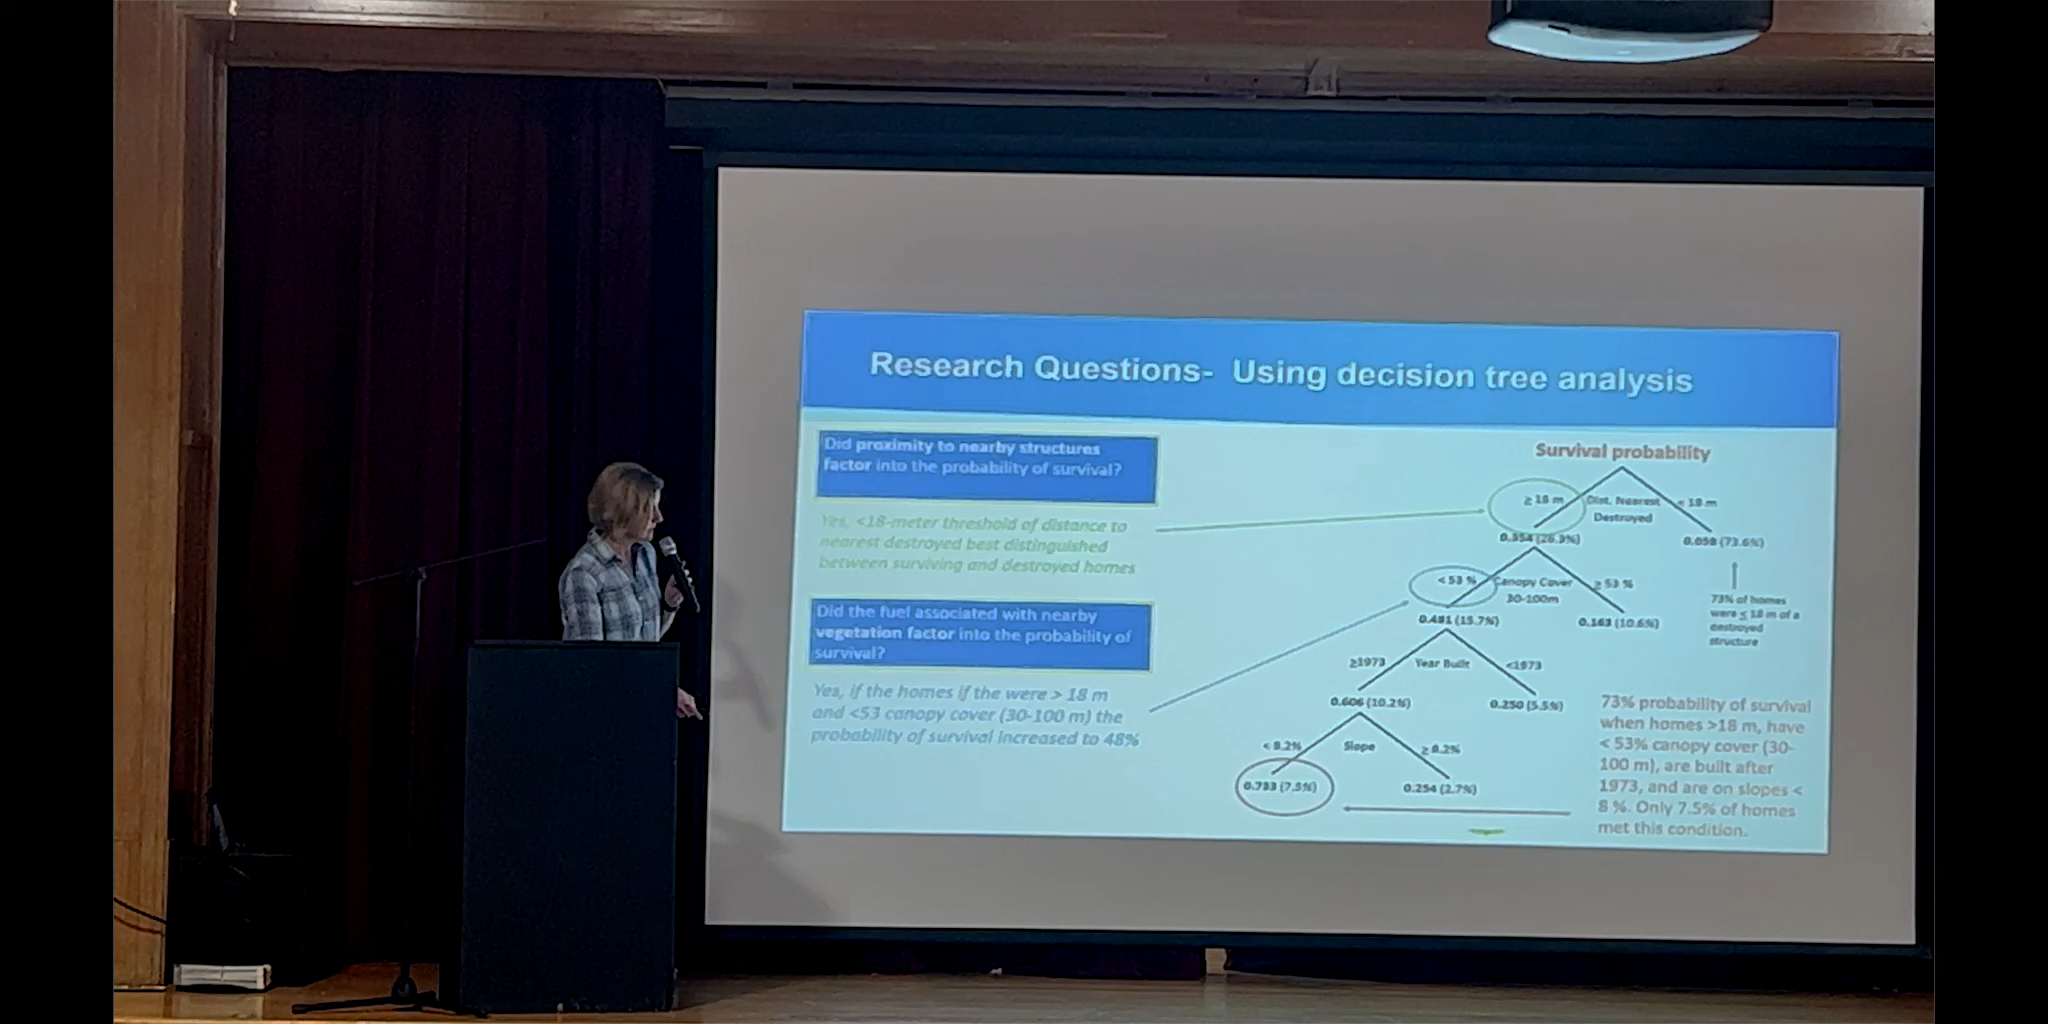 Research Questions- Using decision tree analysis
Did proximity to nearby structures
factor into the probability of survival?
Yes, <18-meter threshold of distance to
nearest destroyed best distinguished
between surviving and destroyed homes
Did the fuel associated with nearby
vegetation factor into the probability of
survival?
Yes, if the homes if the were > 18 m
and <53 canopy cover (30-100 m) the
probability of survival increased to 48%
Survival probability
≥ 18 m Dist. Nearest < 18 m
Destroyed
0.354 (26.3%) 0.058 (73.6%)
< 53 % Canopy Cover ≥ 53 %
30-100m
0.481 (15.7%) 0.163 (10.6%)
73% of homes
were ≤ 18 m of a
destroyed
structure
≥1973 Year Built <1973
0.606 (10.2%) 0.250 (5.5%)
< 8.2% Slope ≥ 8.2%
0.733 (7.5%) 0.254 (2.7%)
73% probability of survival
when homes >18 m, have
< 53% canopy cover (30-
100 m), are built after
1973, and are on slopes <
8 %. Only 7.5% of homes
met this condition.